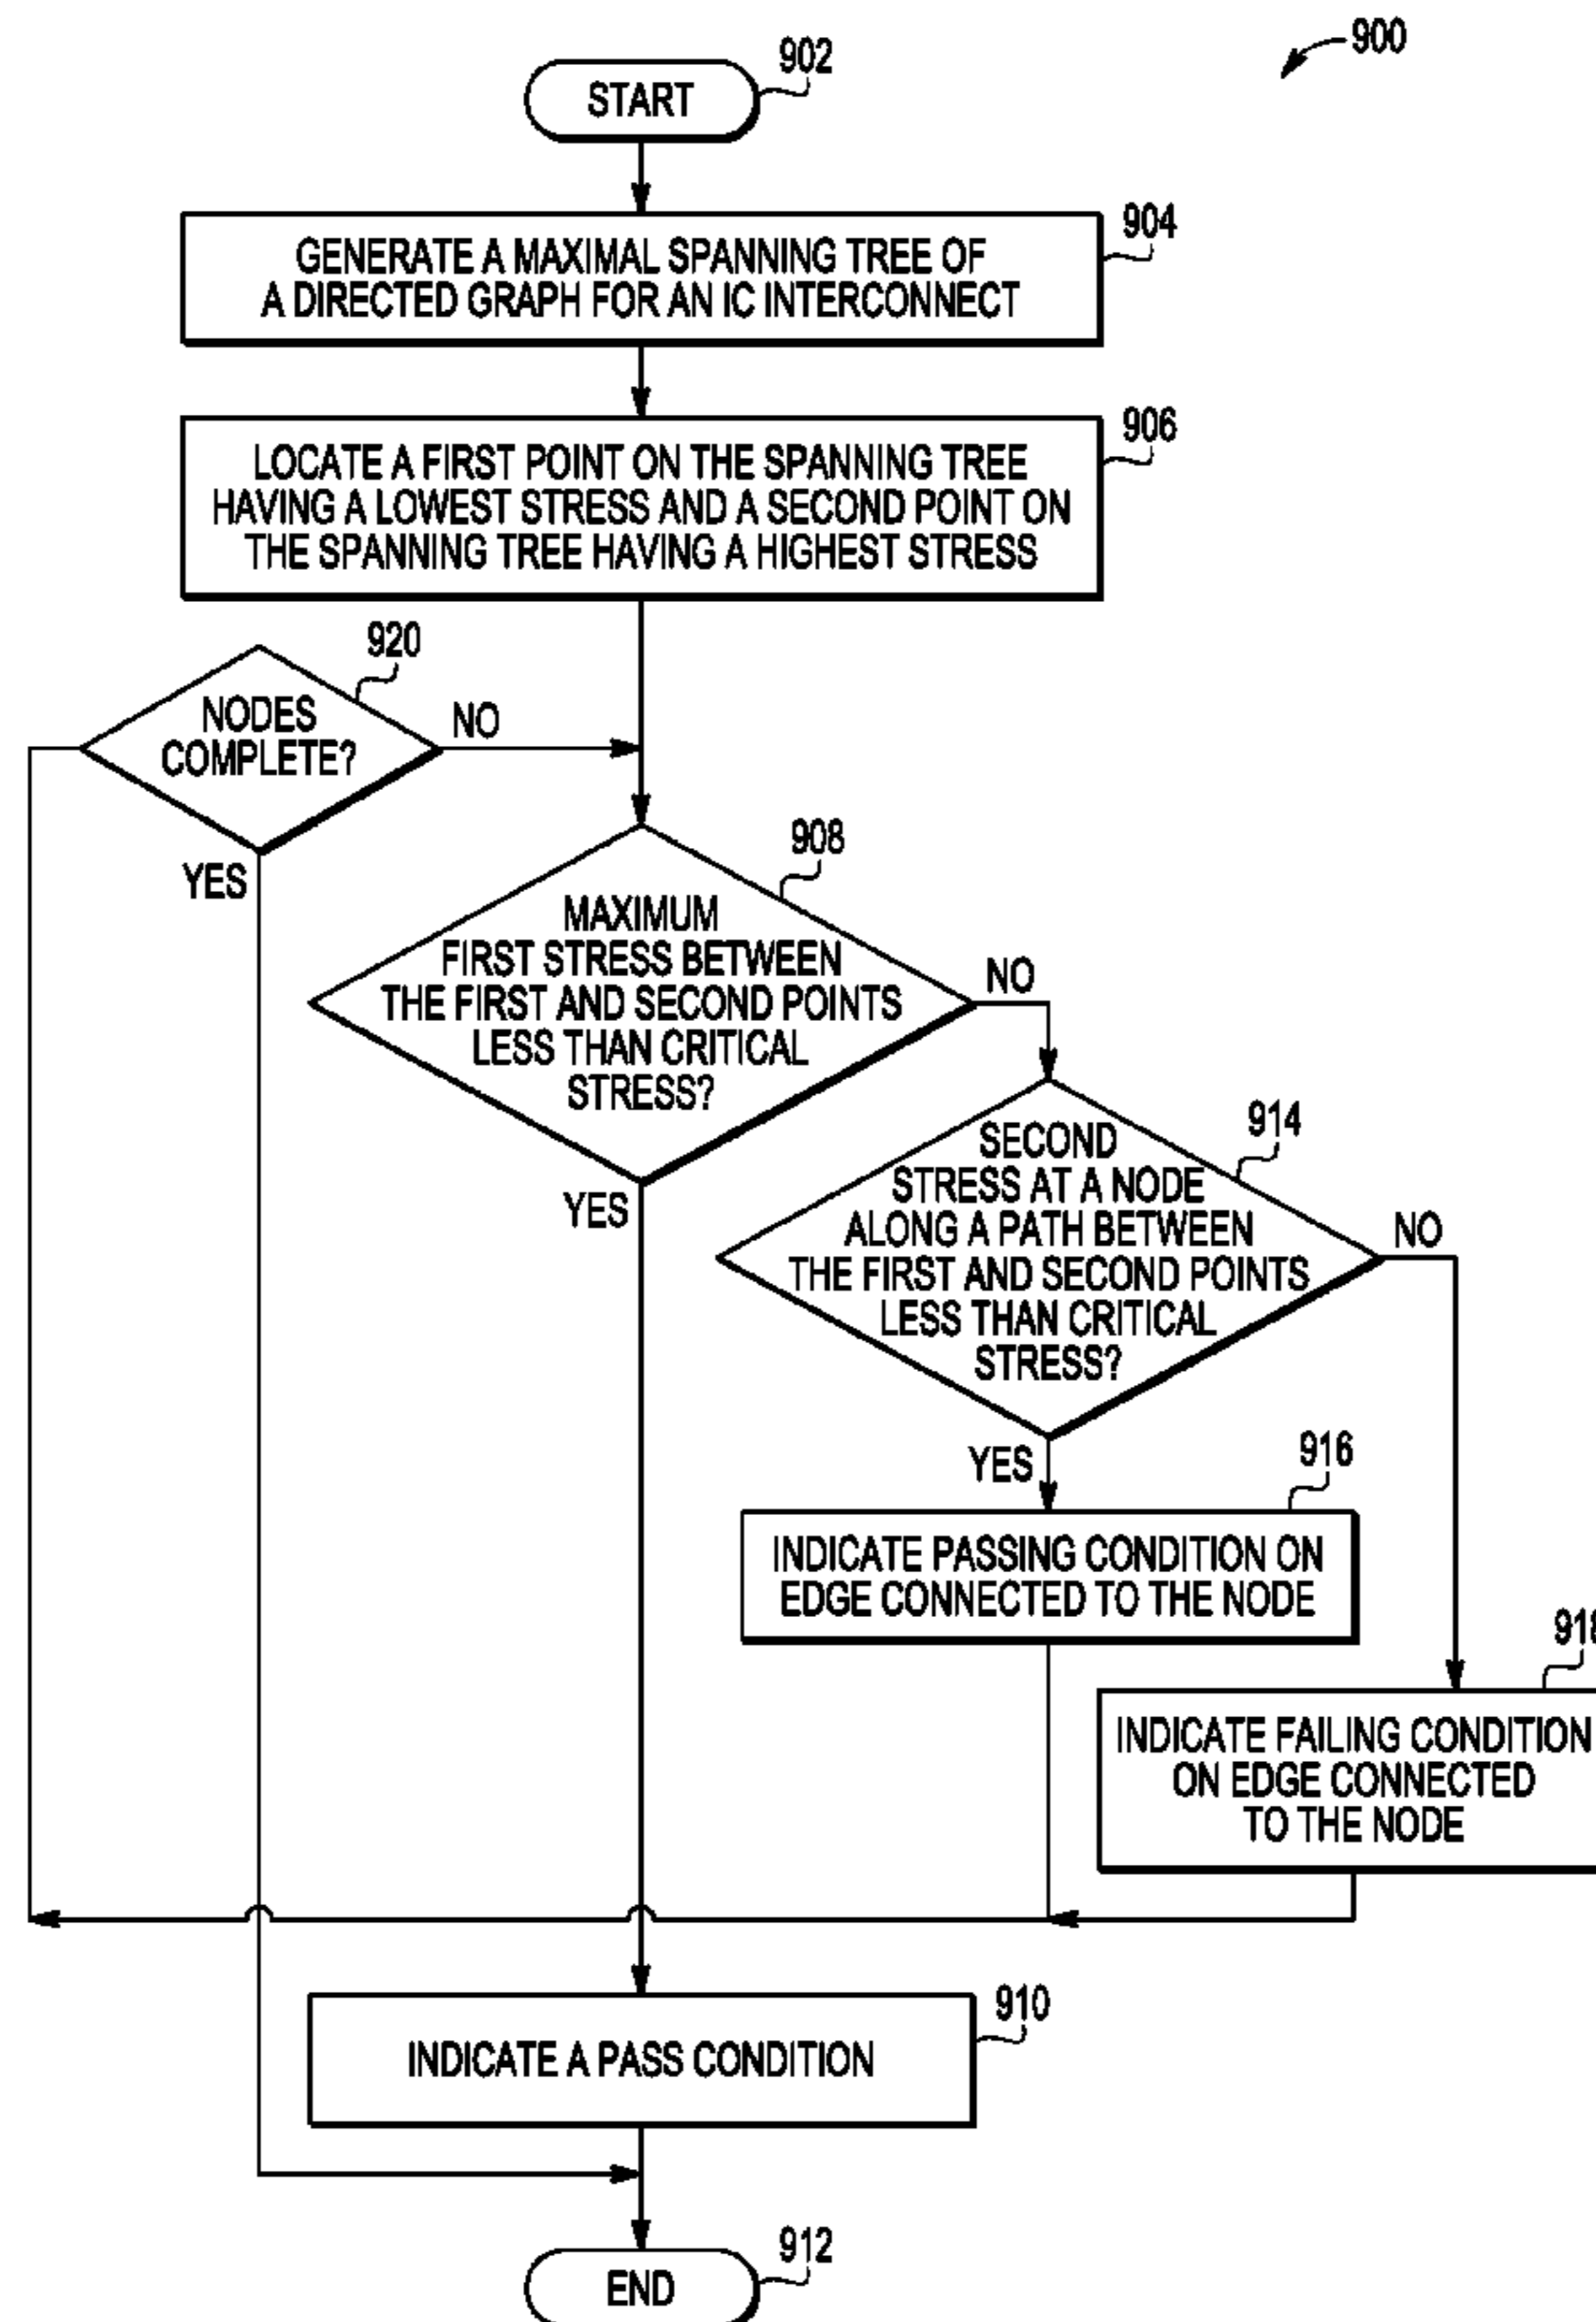 900
902
START
904
GENERATE A MAXIMAL SPANNING TREE OF
A DIRECTED GRAPH FOR AN IC INTERCONNECT
906
LOCATE A FIRST POINT ON THE SPANNING TREE
HAVING A LOWEST STRESS AND A SECOND POINT ON
THE SPANNING TREE HAVING A HIGHEST STRESS
920
NODES
COMPLETE?
NO
YES
908
MAXIMUM
FIRST STRESS BETWEEN
THE FIRST AND SECOND POINTS
LESS THAN CRITICAL
STRESS?
NO
YES
914
SECOND
STRESS AT A NODE
ALONG A PATH BETWEEN
THE FIRST AND SECOND POINTS
LESS THAN CRITICAL
STRESS?
NO
YES
916
INDICATE PASSING CONDITION ON
EDGE CONNECTED TO THE NODE
918
INDICATE FAILING CONDITION
ON EDGE CONNECTED
TO THE NODE
910
INDICATE A PASS CONDITION
912
END